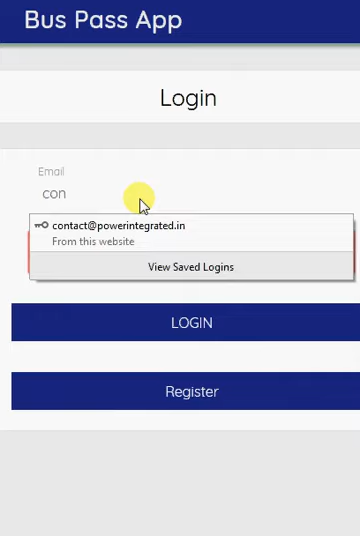 Bus Pass App
Login
Email
con
contact@powerintegrated.in
From this website
View Saved Logins
LOGIN
Register